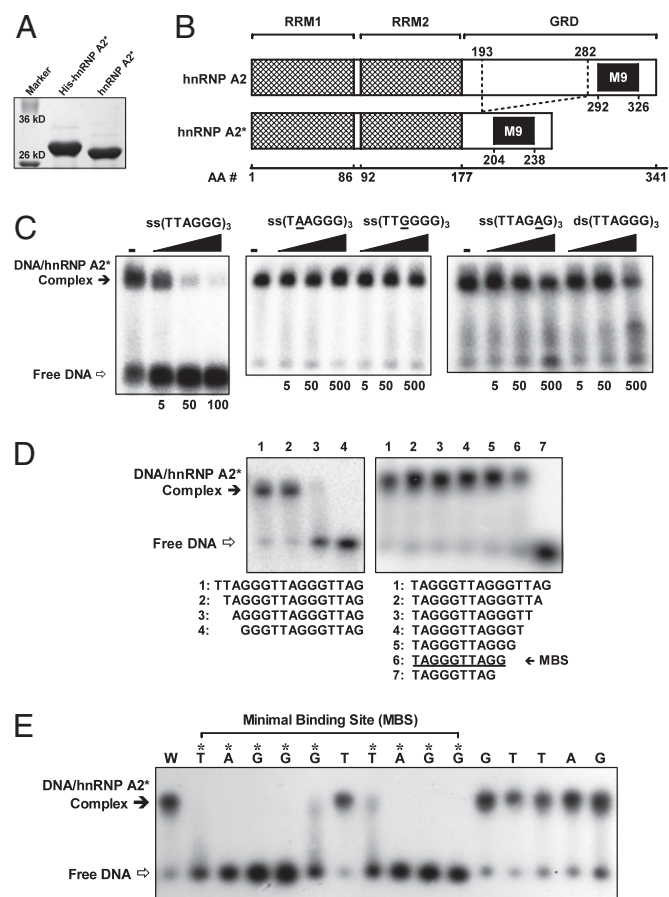 A
Marker
His-hnRNP A2*
hnRNP A2*
36 kD
26 kD
B
RRM1 RRM2 GRD
193 282
hnRNP A2 M9
292 326
hnRNP A2* M9
204 238
AA #
1 86 92 177 341
C
ss(TTAGGG)3 ss(TAAGGG)3 ss(TTGGGG)3 ss(TTAGAG)3 ds(TTAGGG)3
- - -
DNA/hnRNP A2*
Complex ➔
Free DNA ⇨
5 50 100 5 50 500 5 50 500 5 50 500 5 50 500
D
1 2 3 4 1 2 3 4 5 6 7
DNA/hnRNP A2*
Complex ➔
Free DNA ⇨
1: TTAGGGTTAGGGTTAG
2: TAGGGTTAGGGTTAG
3: AGGGTTAGGGTTAG
4: GGGTTAGGGTTAG
1: TAGGGTTAGGGTTAG
2: TAGGGTTAGGGTTA
3: TAGGGTTAGGGTT
4: TAGGGTTAGGGT
5: TAGGGTTAGGG
6: TAGGGTTAGG ← MBS
7: TAGGGTTAG
E
Minimal Binding Site (MBS)
* * * * * * * * *
W T A G G G T T A G G G T T A G
DNA/hnRNP A2*
Complex ➔
Free DNA ⇨